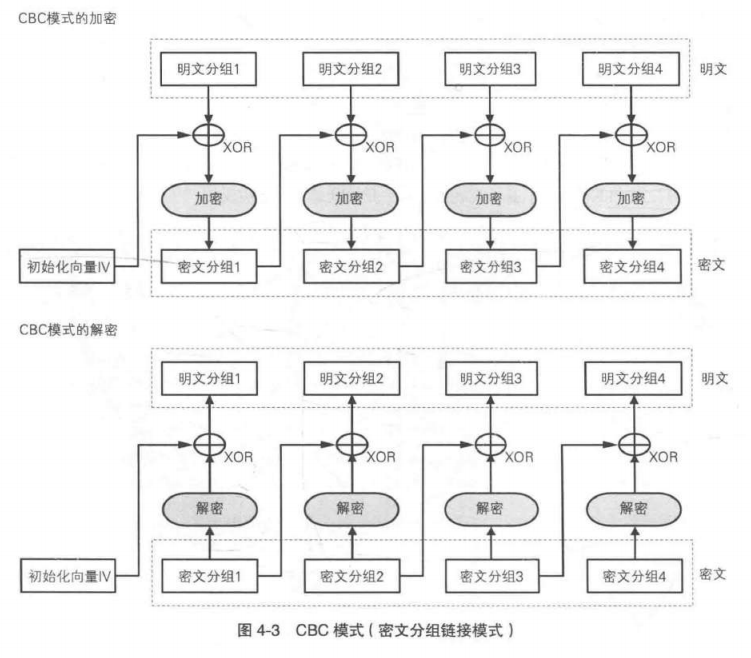 CBC模式的加密
明文分组1 明文分组2 明文分组3 明文分组4 明文
XOR XOR XOR XOR
加密 加密 加密 加密
初始化向量IV 密文分组1 密文分组2 密文分组3 密文分组4 密文
CBC模式的解密
明文分组1 明文分组2 明文分组3 明文分组4 明文
XOR XOR XOR XOR
解密 解密 解密 解密
初始化向量IV 密文分组1 密文分组2 密文分组3 密文分组4 密文
图 4-3 CBC 模式（密文分组链接模式）